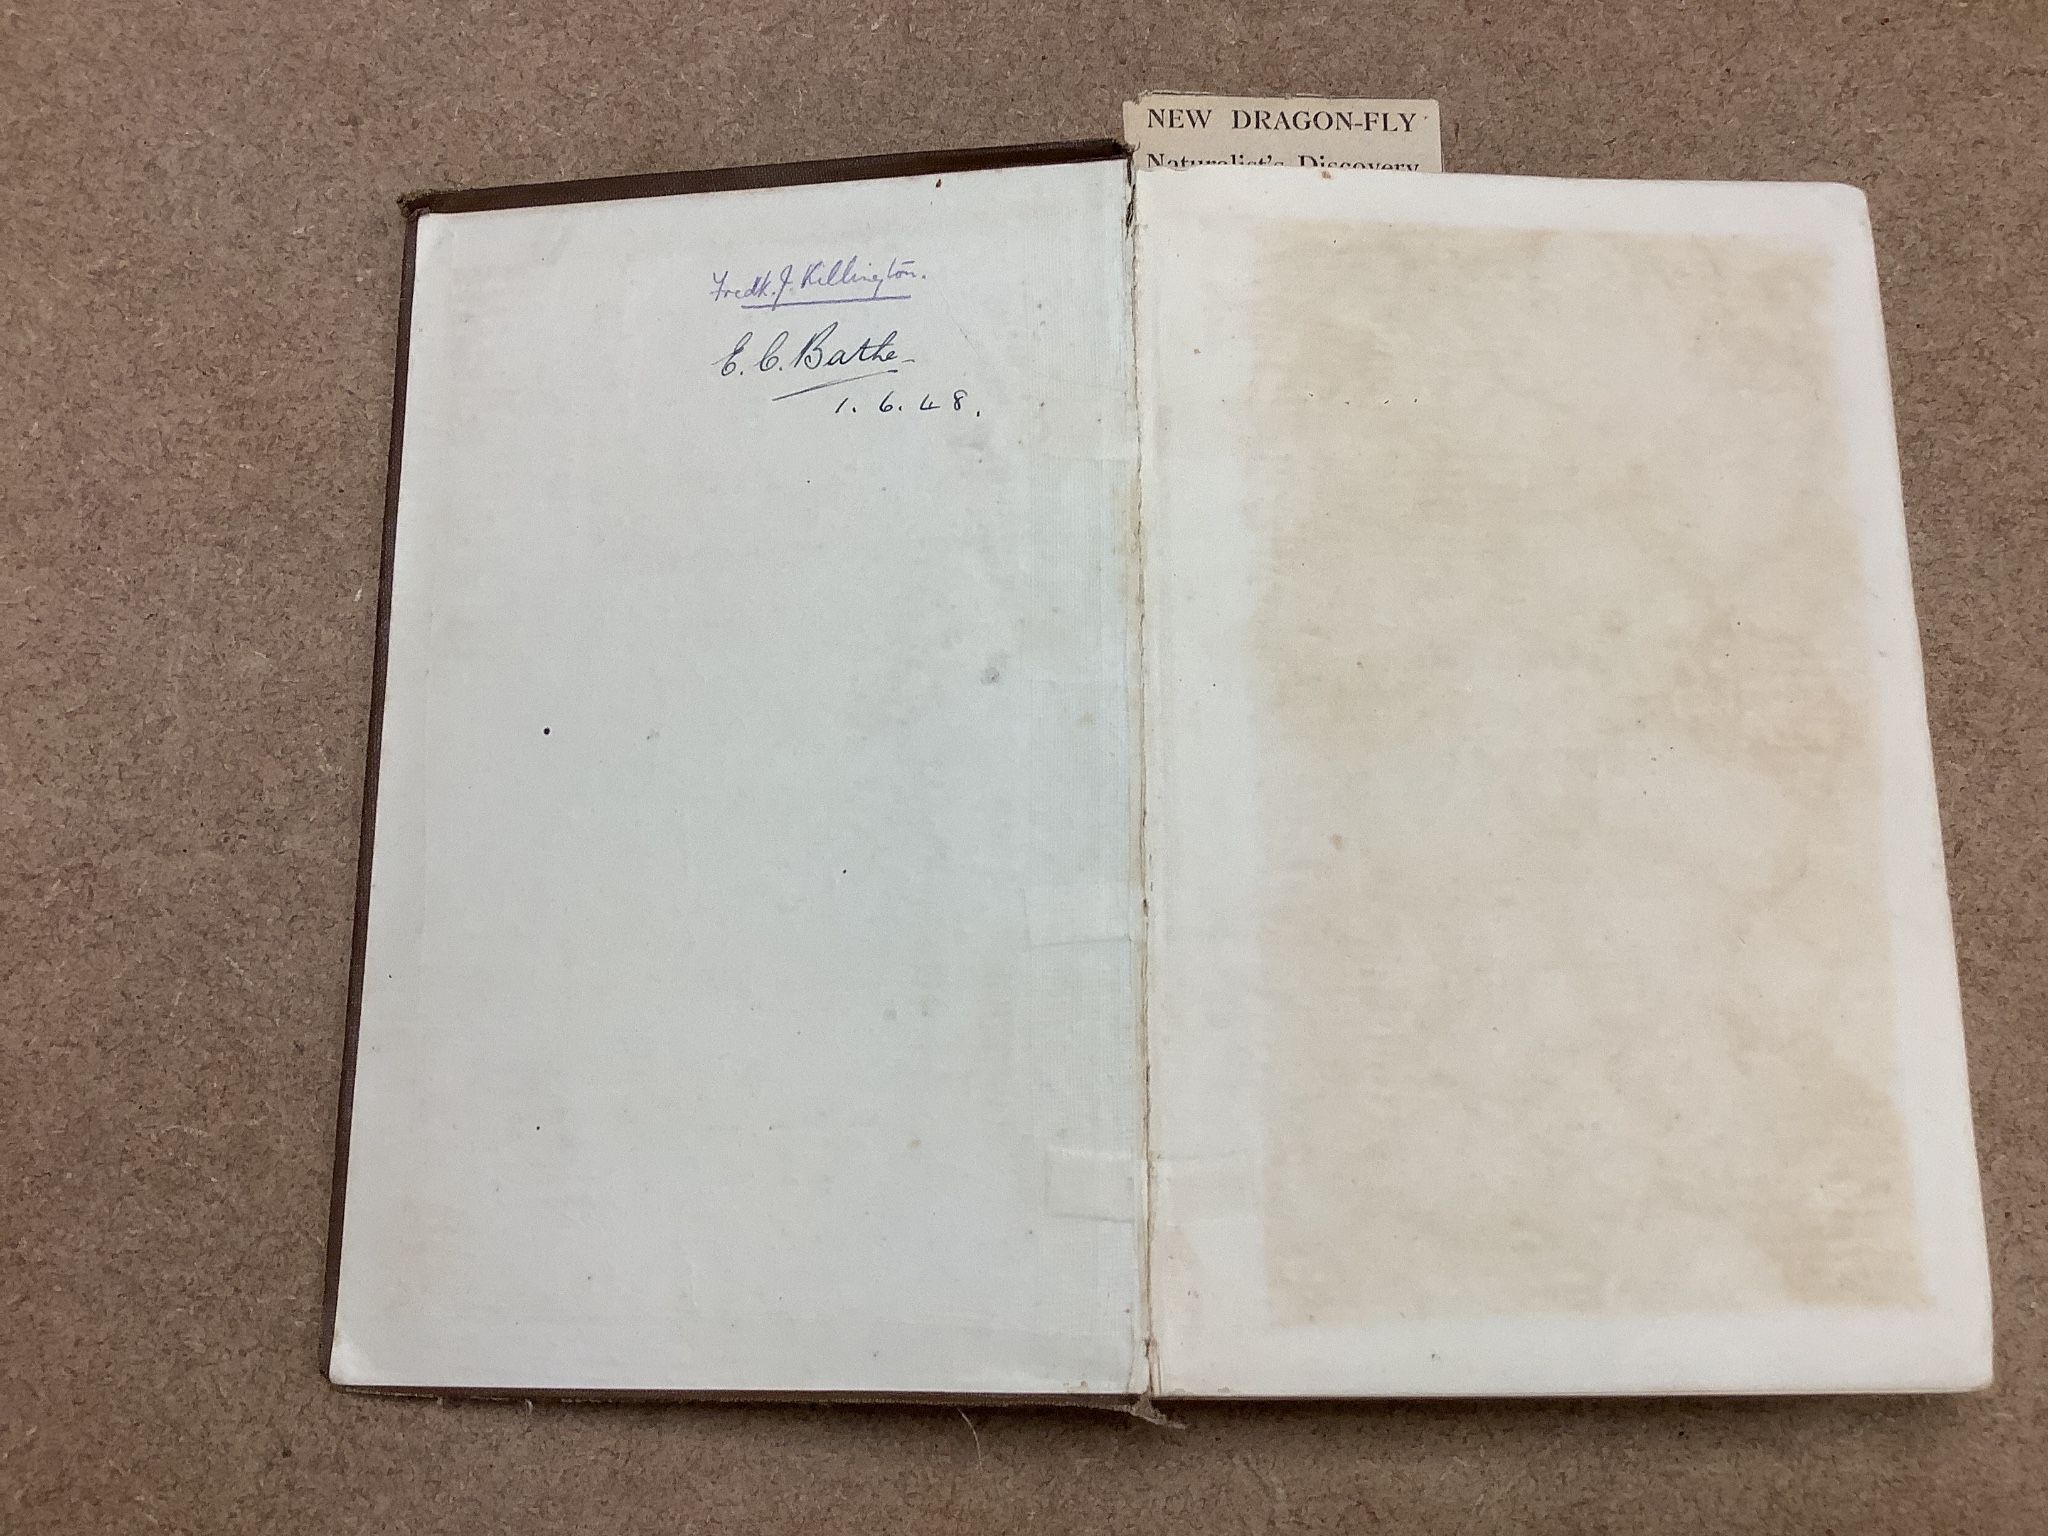 NEW DRAGON-FLY
Naturalist's Discovery
Fredk. J. Killington.
E. C. Bathe
1. 6. 48.